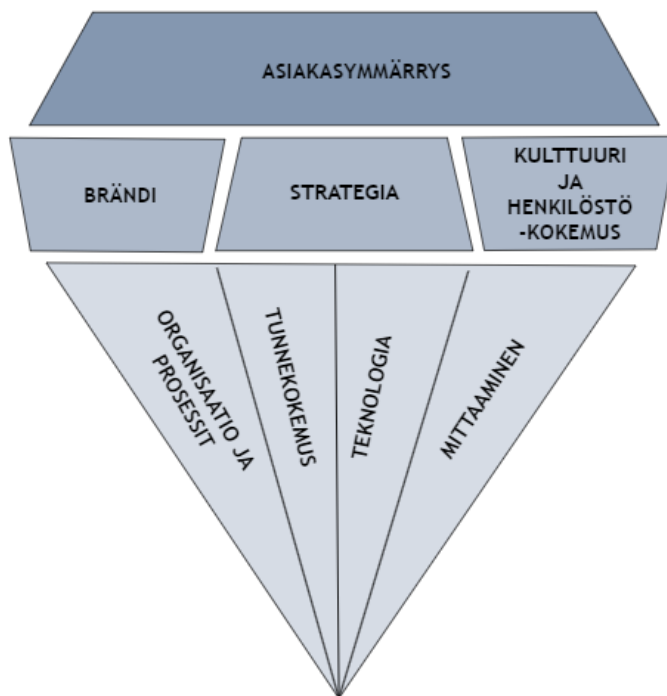 ASIAKASYMMÄRRYS
BRÄNDI
STRATEGIA
KULTTUURI
JA
HENKILÖSTÖ
-KOKEMUS
ORGANISAATIO JA
PROSESSIT
TUNNEKOKEMUS
TEKNOLOGIA
MITTAAMINEN